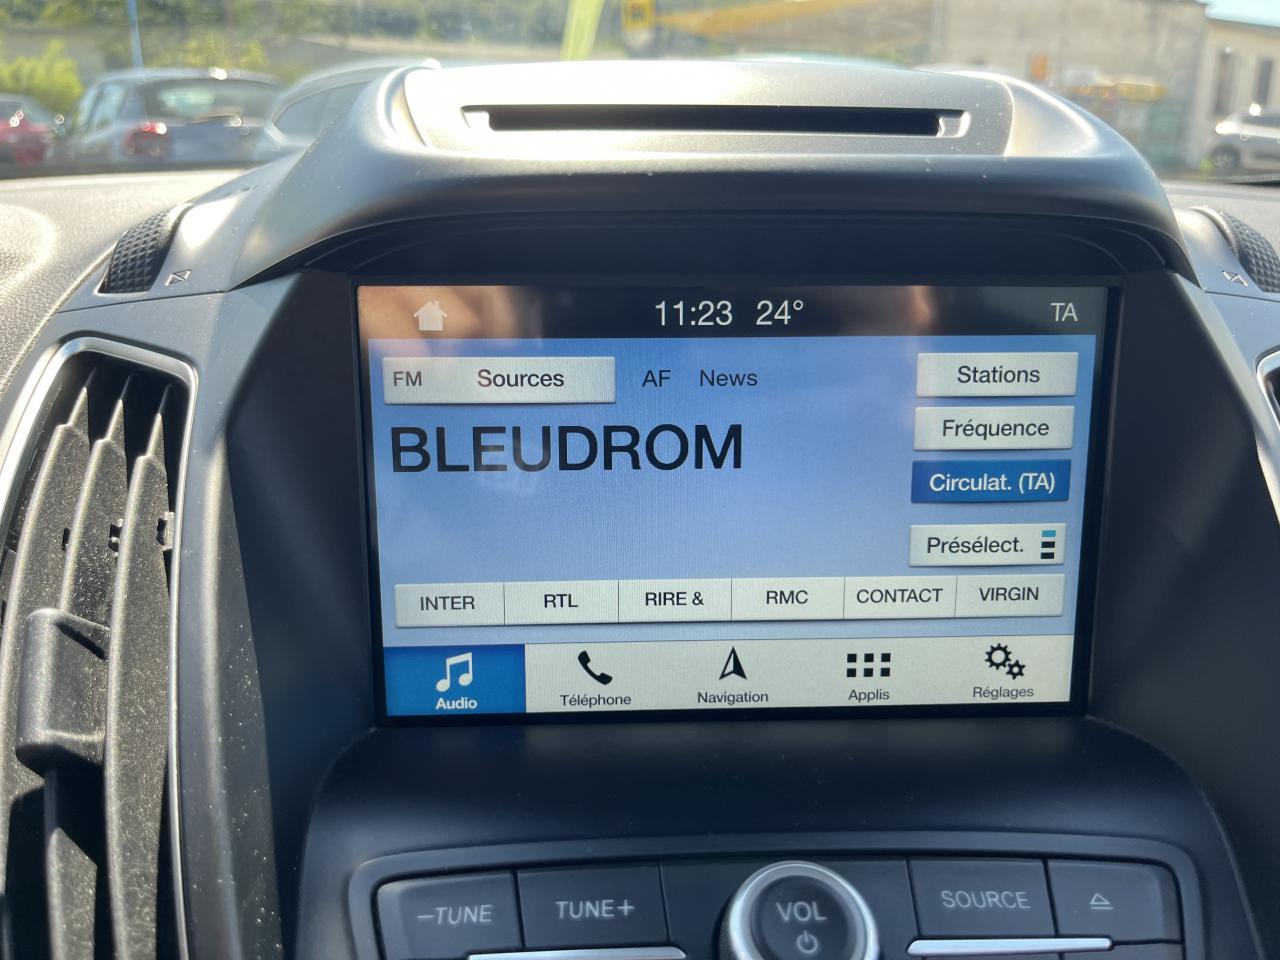 11:23 24° TA
FM Sources AF News Stations
Fréquence
BLEUDROM
Circulat. (TA)
Présélect.
INTER RTL RIRE & RMC CONTACT VIRGIN
Audio Téléphone Navigation Applis Réglages
–TUNE TUNE+ VOL SOURCE